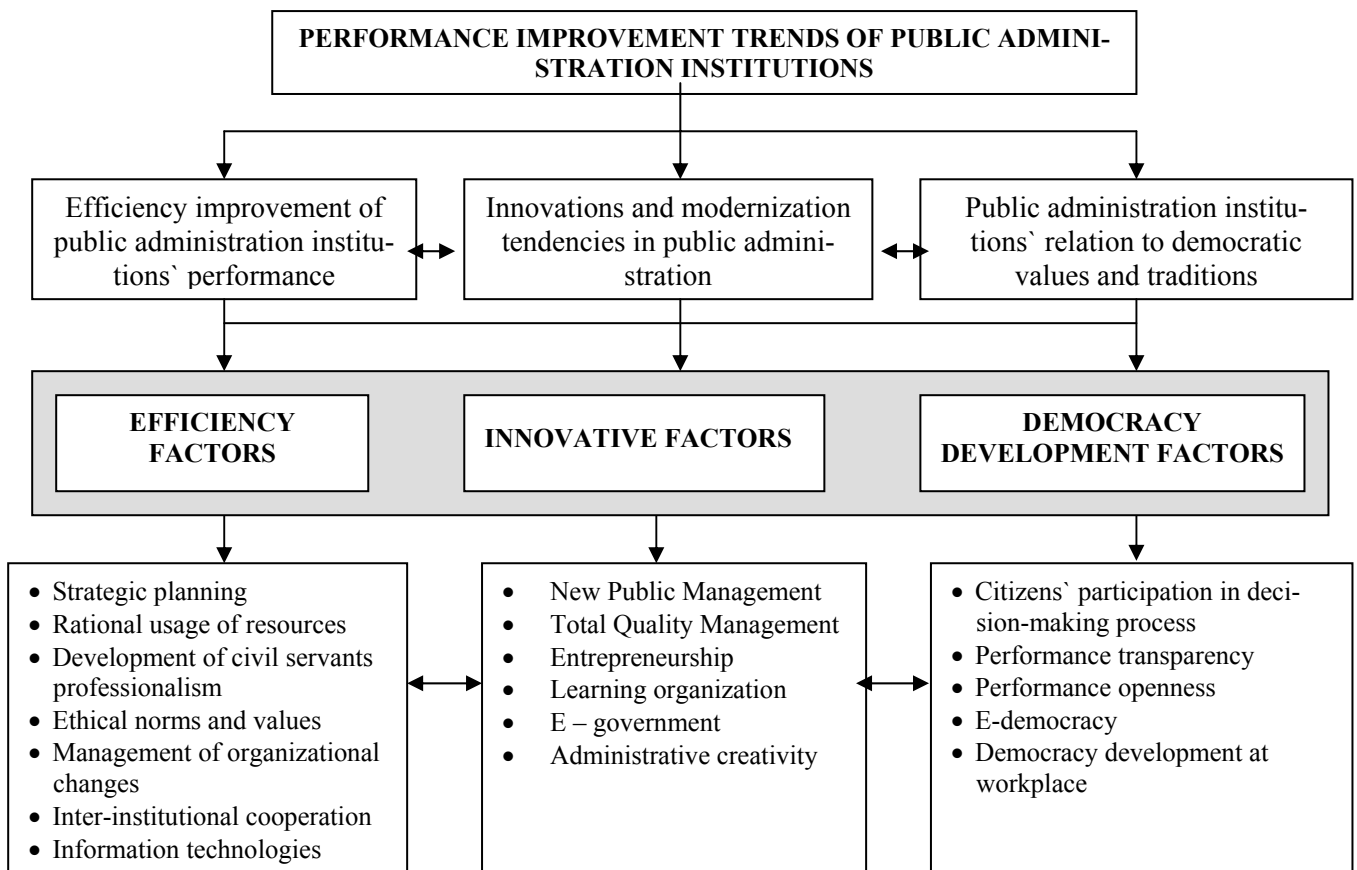 PERFORMANCE IMPROVEMENT TRENDS OF PUBLIC ADMINI-
STRATION INSTITUTIONS
Efficiency improvement of
public administration institu-
tions` performance
Innovations and modernization
tendencies in public admini-
stration
Public administration institu-
tions` relation to democratic
values and traditions
EFFICIENCY
FACTORS
INNOVATIVE FACTORS
DEMOCRACY
DEVELOPMENT FACTORS
• Strategic planning
• Rational usage of resources
• Development of civil servants
professionalism
• Ethical norms and values
• Management of organizational
changes
• Inter-institutional cooperation
• Information technologies
• New Public Management
• Total Quality Management
• Entrepreneurship
• Learning organization
• E – government
• Administrative creativity
• Citizens` participation in deci-
sion-making process
• Performance transparency
• Performance openness
• E-democracy
• Democracy development at
workplace